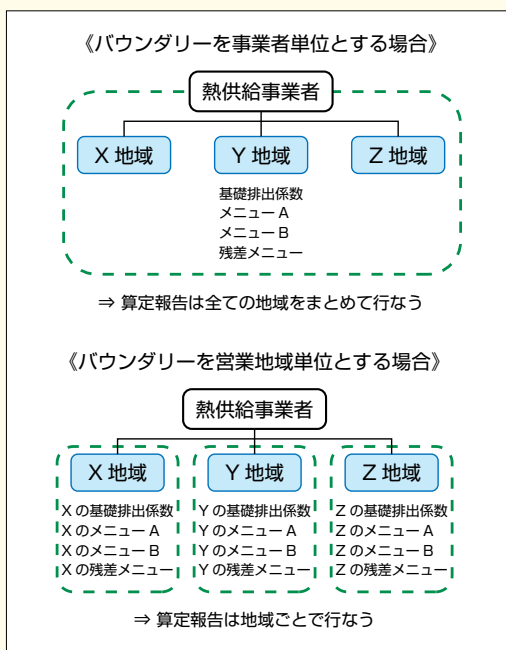 《バウンダリーを事業者単位とする場合》
熱供給事業者
X 地域
Y 地域
Z 地域
基礎排出係数
メニュー A
メニュー B
残差メニュー
⇒ 算定報告は全ての地域をまとめて行なう
《バウンダリーを営業地域単位とする場合》
熱供給事業者
X 地域
Y 地域
Z 地域
X の基礎排出係数
X のメニュー A
X のメニュー B
X の残差メニュー
Y の基礎排出係数
Y のメニュー A
Y のメニュー B
Y の残差メニュー
Z の基礎排出係数
Z のメニュー A
Z のメニュー B
Z の残差メニュー
⇒ 算定報告は地域ごとで行なう